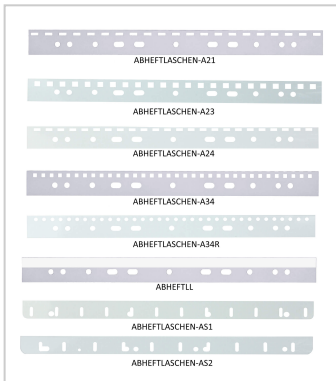 ABHEFTLASCHEN-A21
ABHEFTLASCHEN-A23
ABHEFTLASCHEN-A24
ABHEFTLASCHEN-A34
ABHEFTLASCHEN-A34R
ABHEFTLL
ABHEFTLASCHEN-AS1
ABHEFTLASCHEN-AS2